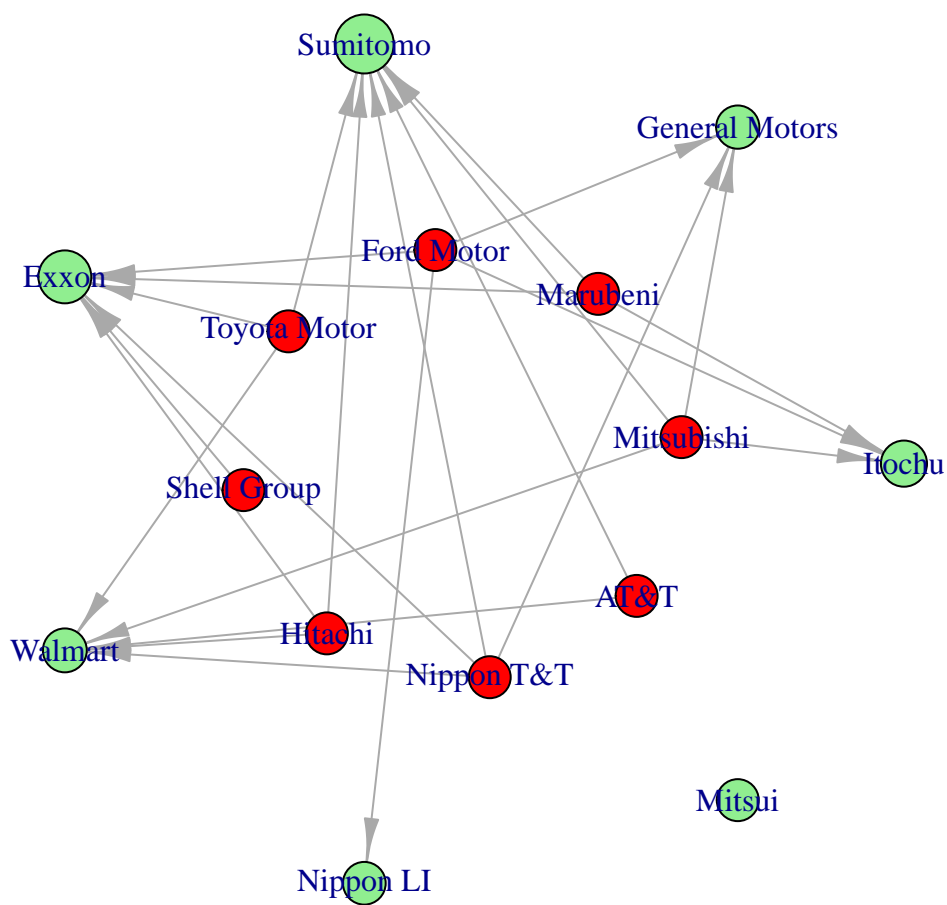 Sumitomo
General Motors
Ford Motor
Exxon
Marubeni
Toyota Motor
Mitsubishi
Itochu
Shell Group
AT&T
Hitachi
Walmart
Nippon T&T
Mitsui
Nippon LI